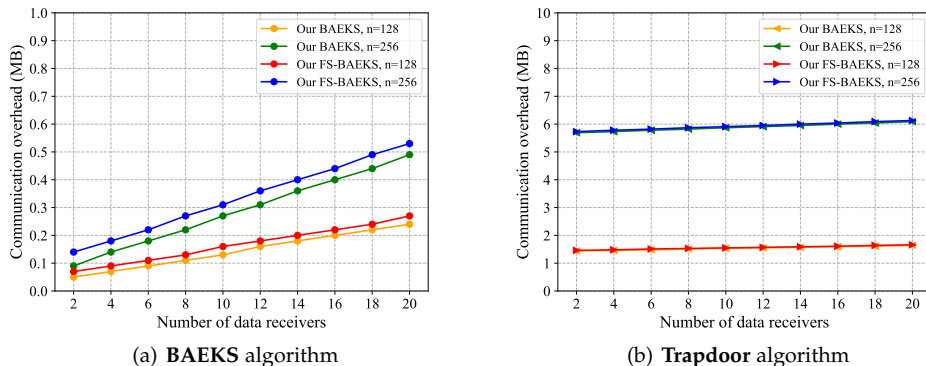 1.0
0.9
0.8
0.7
0.6
0.5
0.4
0.3
0.2
0.1
0.0
Communication overhead (MB)
Our BAEKS, n=128
Our BAEKS, n=256
Our FS-BAEKS, n=128
Our FS-BAEKS, n=256
2 4 6 8 10 12 14 16 18 20
Number of data receivers
(a) BAEKS algorithm
10
9
8
7
6
5
4
3
2
1
0
Communication overhead (MB)
Our BAEKS, n=128
Our BAEKS, n=256
Our FS-BAEKS, n=128
Our FS-BAEKS, n=256
2 4 6 8 10 12 14 16 18 20
Number of data receivers
(b) Trapdoor algorithm